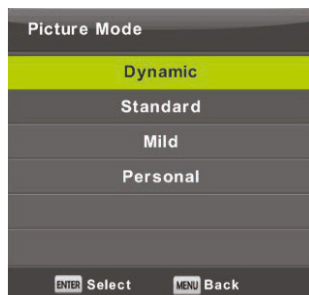 Picture Mode
Dynamic
Standard
Mild
Personal
ENTER Select MENU Back